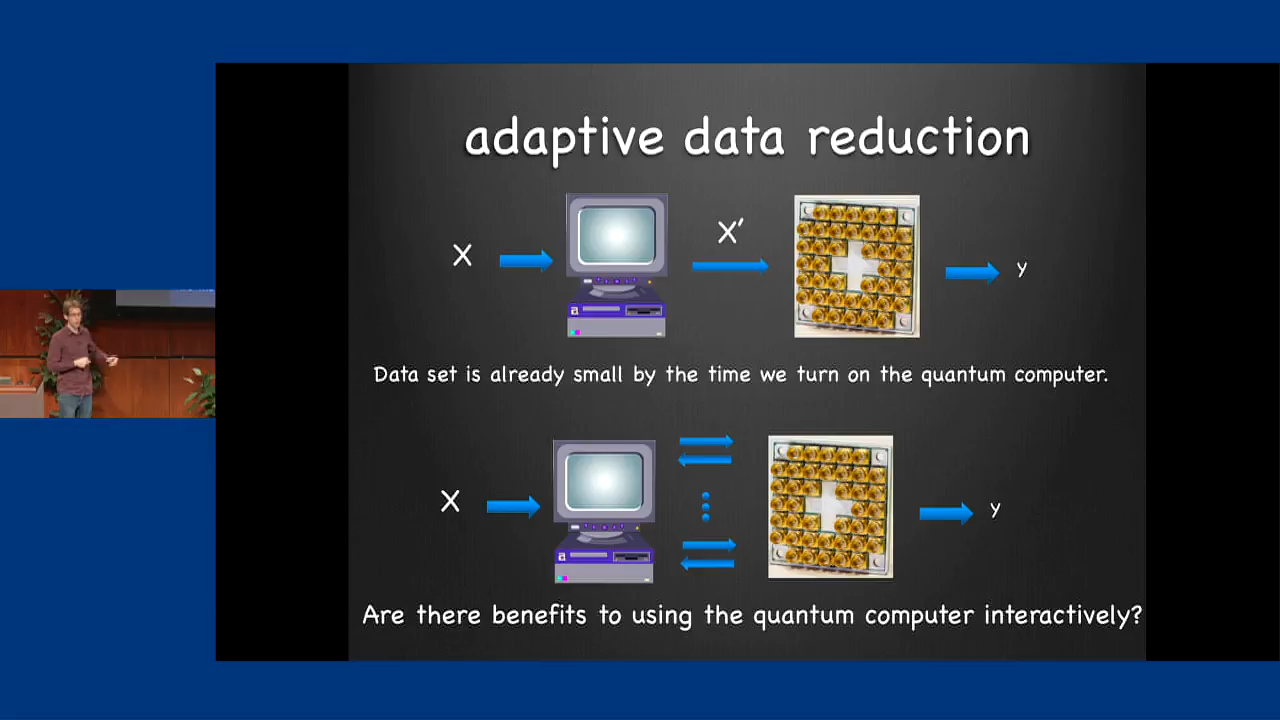 adaptive data reduction
X
X′
y
Data set is already small by the time we turn on the quantum computer.
X
y
Are there benefits to using the quantum computer interactively?